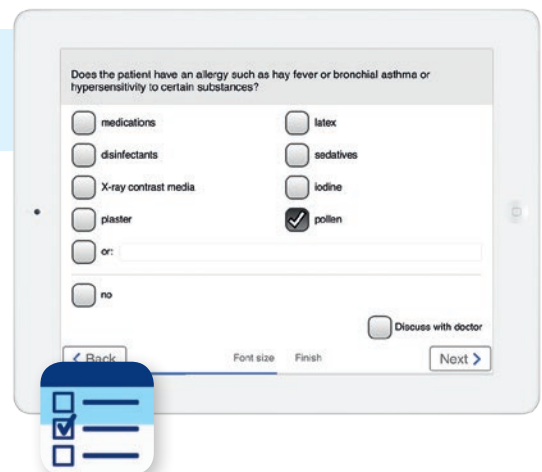 Does the patient have an allergy such as hay fever or bronchial asthma or
hypersensitivity to certain substances?
medications
latex
disinfectants
sedatives
X-ray contrast media
iodine
plaster
pollen
or:
no
Discuss with doctor
< Back
Font size
Finish
Next >